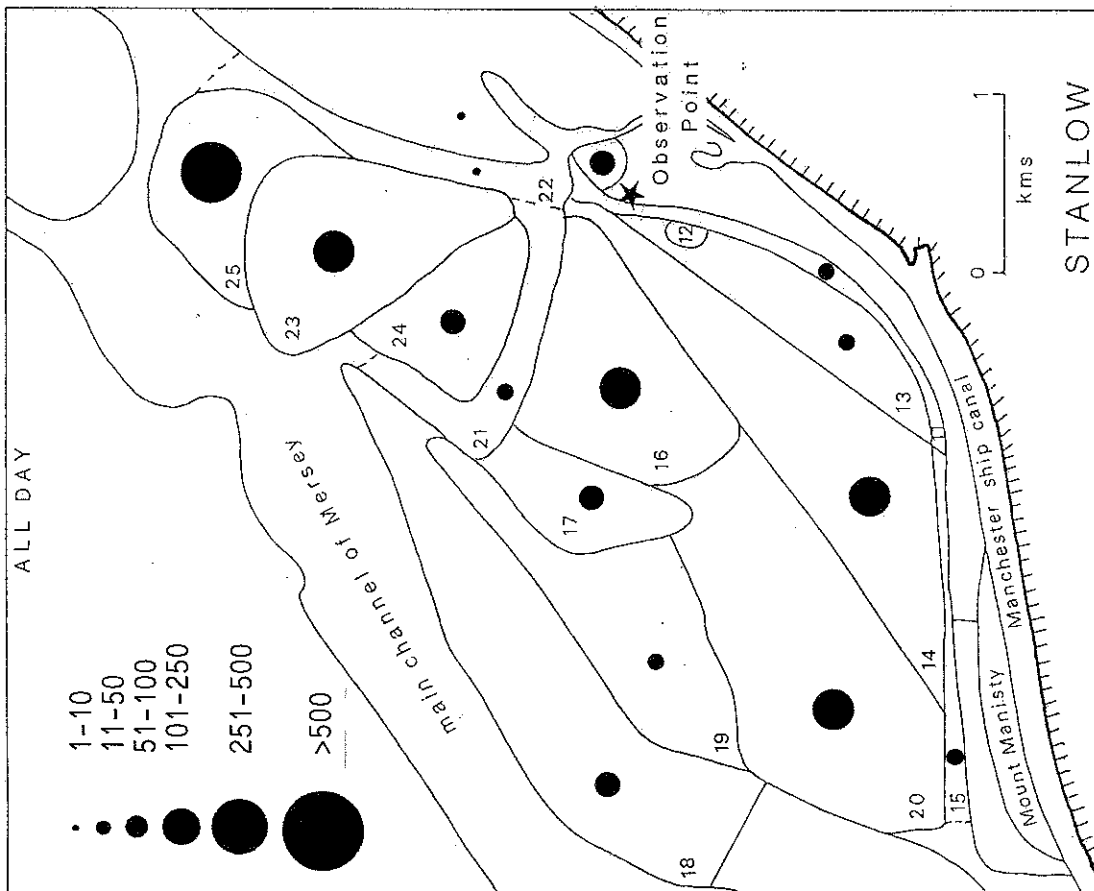 ALL DAY
1-10
11-50
51-100
101-250
251-500
>500
main channel of Mersey
25
23
24
22
21
12
13
16
17
14
19
18
20
15
Observation
Point
Mount Manisty
Manchester ship canal
0 1
kms
STANLOW